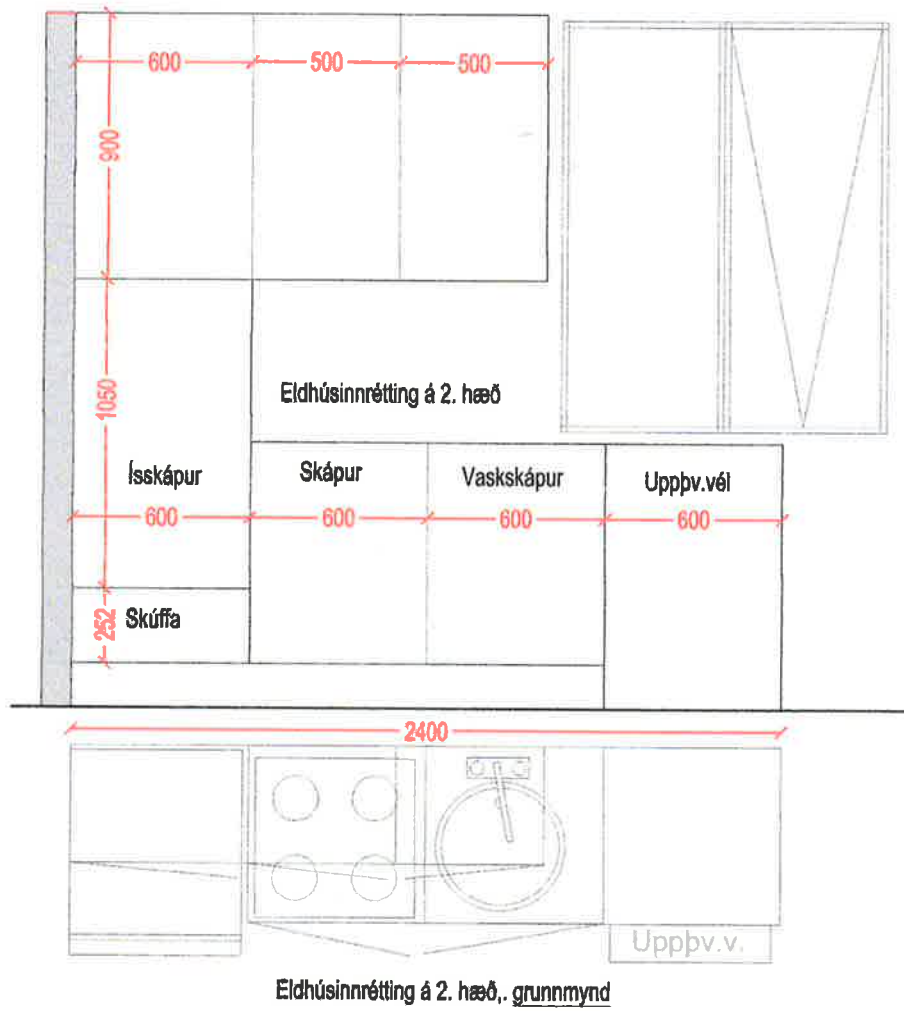 600
500
500
900
1050
Eldhúsinnrétting á 2. hæð
Ísskápur
Skápur
Vaskskápur
Uppþv.vél
600
600
600
600
252
Skúffa
2400
Uppþv.v.
Eldhúsinnrétting á 2. hæð,. grunnmynd